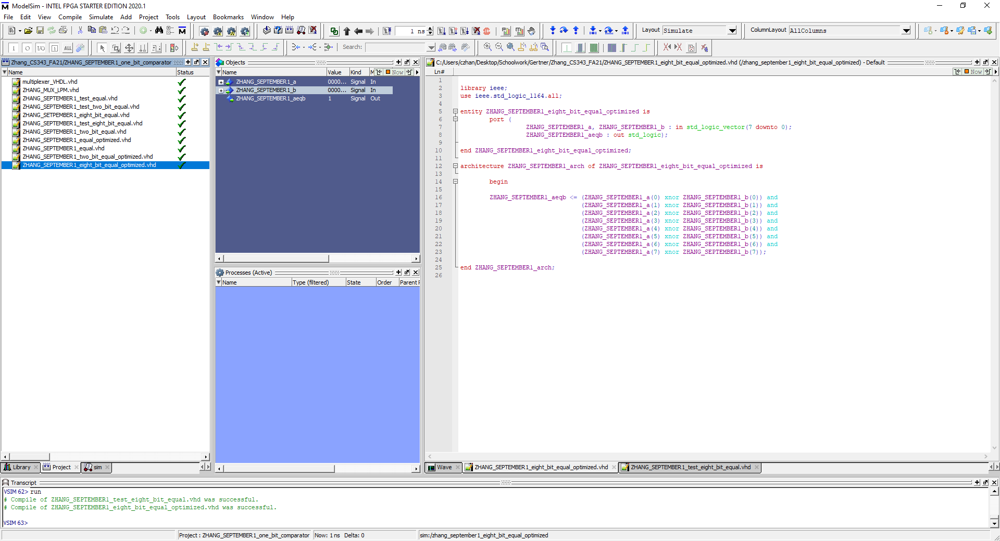 ModelSim - INTEL FPGA STARTER EDITION 2020.1
File Edit View Compile Simulate Add Project Tools Layout Bookmarks Window Help
1 ns
Layout Simulate
ColumnLayout AllColumns
Search:
Zhang_CS343_FA21/ZHANG_SEPTEMBER1_one_bit_comparator
Name Status
multiplexer_VHDL.vhd
ZHANG_MUX_LPM.vhd
ZHANG_SEPTEMBER1_test_equal.vhd
ZHANG_SEPTEMBER1_test_two_bit_equal.vhd
ZHANG_SETPEMBER1_eight_bit_equal.vhd
ZHANG_SEPTEMBER1_test_eight_bit_equal.vhd
ZHANG_SEPTEMBER1_two_bit_equal.vhd
ZHANG_SEPTEMBER1_equal_optimized.vhd
ZHANG_SEPTEMBER1_equal.vhd
ZHANG_SEPTEMBER1_two_bit_equal_optimized.vhd
ZHANG_SEPTEMBER1_eight_bit_equal_optimized.vhd
Library Project sim
Objects
Name Value Kind M Now
ZHANG_SEPTEMBER1_a 0000... Signal In
ZHANG_SEPTEMBER1_b 0000... Signal In
ZHANG_SEPTEMBER1_aeqb 1 Signal Out
Processes (Active)
Name Type (filtered) State Order Parent P
C:/Users/czhan/Desktop/Schoolwork/Gertner/Zhang_CS343_FA21/ZHANG_SEPTEMBER1_eight_bit_equal_optimized.vhd (/zhang_september1_eight_bit_equal_optimized) - Default
Ln# Now
1
2 library ieee;
3 use ieee.std_logic_1164.all;
4
5 entity ZHANG_SEPTEMBER1_eight_bit_equal_optimized is
6 port (
7 ZHANG_SEPTEMBER1_a, ZHANG_SEPTEMBER1_b : in std_logic_vector(7 downto 0);
8 ZHANG_SEPTEMBER1_aeqb : out std_logic);
9
10 end ZHANG_SEPTEMBER1_eight_bit_equal_optimized;
11
12 architecture ZHANG_SEPTEMBER1_arch of ZHANG_SEPTEMBER1_eight_bit_equal_optimized is
13
14 begin
15
16 ZHANG_SEPTEMBER1_aeqb <= (ZHANG_SEPTEMBER1_a(0) xnor ZHANG_SEPTEMBER1_b(0)) and
17 (ZHANG_SEPTEMBER1_a(1) xnor ZHANG_SEPTEMBER1_b(1)) and
18 (ZHANG_SEPTEMBER1_a(2) xnor ZHANG_SEPTEMBER1_b(2)) and
19 (ZHANG_SEPTEMBER1_a(3) xnor ZHANG_SEPTEMBER1_b(3)) and
20 (ZHANG_SEPTEMBER1_a(4) xnor ZHANG_SEPTEMBER1_b(4)) and
21 (ZHANG_SEPTEMBER1_a(5) xnor ZHANG_SEPTEMBER1_b(5)) and
22 (ZHANG_SEPTEMBER1_a(6) xnor ZHANG_SEPTEMBER1_b(6)) and
23 (ZHANG_SEPTEMBER1_a(7) xnor ZHANG_SEPTEMBER1_b(7));
24
25 end ZHANG_SEPTEMBER1_arch;
26
Wave ZHANG_SEPTEMBER1_eight_bit_equal_optimized.vhd ZHANG_SEPTEMBER1_test_eight_bit_equal.vhd
Transcript
VSIM 62> run
# Compile of ZHANG_SEPTEMBER1_test_eight_bit_equal.vhd was successful.
# Compile of ZHANG_SEPTEMBER1_eight_bit_equal_optimized.vhd was successful.
VSIM 63>
Project : ZHANG_SEPTEMBER1_one_bit_comparator Now: 1 ns Delta: 0 sim:/zhang_september1_eight_bit_equal_optimized